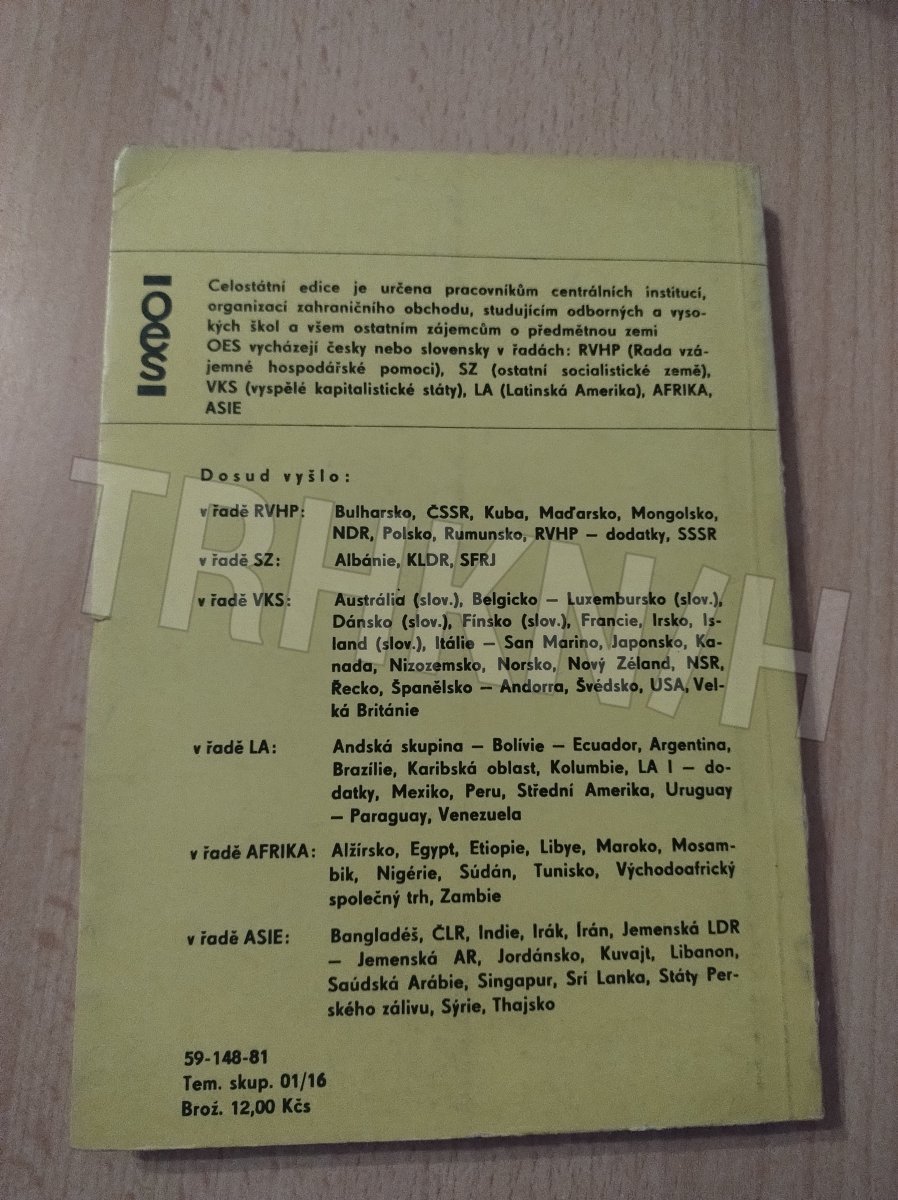 Celostátní edice je určena pracovníkům centrálních institucí,
organizací zahraničního obchodu, studujícím odborných a vyso-
kých škol a všem ostatním zájemcům o předmětnou zemi
OES vycházejí česky nebo slovensky v řadách: RVHP (Rada vzá-
jemné hospodářské pomoci), SZ (ostatní socialistické země),
VKS (vyspělé kapitalistické státy), LA (Latinská Amerika), AFRIKA,
ASIE
Dosud vyšlo:
v řadě RVHP: Bulharsko, ČSSR, Kuba, Maďarsko, Mongolsko,
NDR, Polsko, Rumunsko, RVHP – dodatky, SSSR
v řadě SZ: Albánie, KLDR, SFRJ
v řadě VKS: Austrália (slov.), Belgicko – Luxembursko (slov.),
Dánsko (slov.), Fínsko (slov.), Francie, Irsko, Is-
land (slov.), Itálie – San Marino, Japonsko, Ka-
nada, Nizozemsko, Norsko, Nový Zéland, NSR,
Řecko, Španělsko – Andorra, Švédsko, USA, Vel-
ká Británie
v řadě LA: Andská skupina – Bolívie – Ecuador, Argentina,
Brazílie, Karibská oblast, Kolumbie, LA I – do-
datky, Mexiko, Peru, Střední Amerika, Uruguay
– Paraguay, Venezuela
v řadě AFRIKA: Alžírsko, Egypt, Etiopie, Libye, Maroko, Mosam-
bik, Nigérie, Súdán, Tunisko, Východoafrický
společný trh, Zambie
v řadě ASIE: Bangladéš, ČLR, Indie, Irák, Írán, Jemenská LDR
– Jemenská AR, Jordánsko, Kuvajt, Libanon,
Saúdská Arábie, Singapur, Srí Lanka, Státy Per-
ského zálivu, Sýrie, Thajsko
59-148-81
Tem. skup. 01/16
Brož. 12,00 Kčs
TRHKNIH